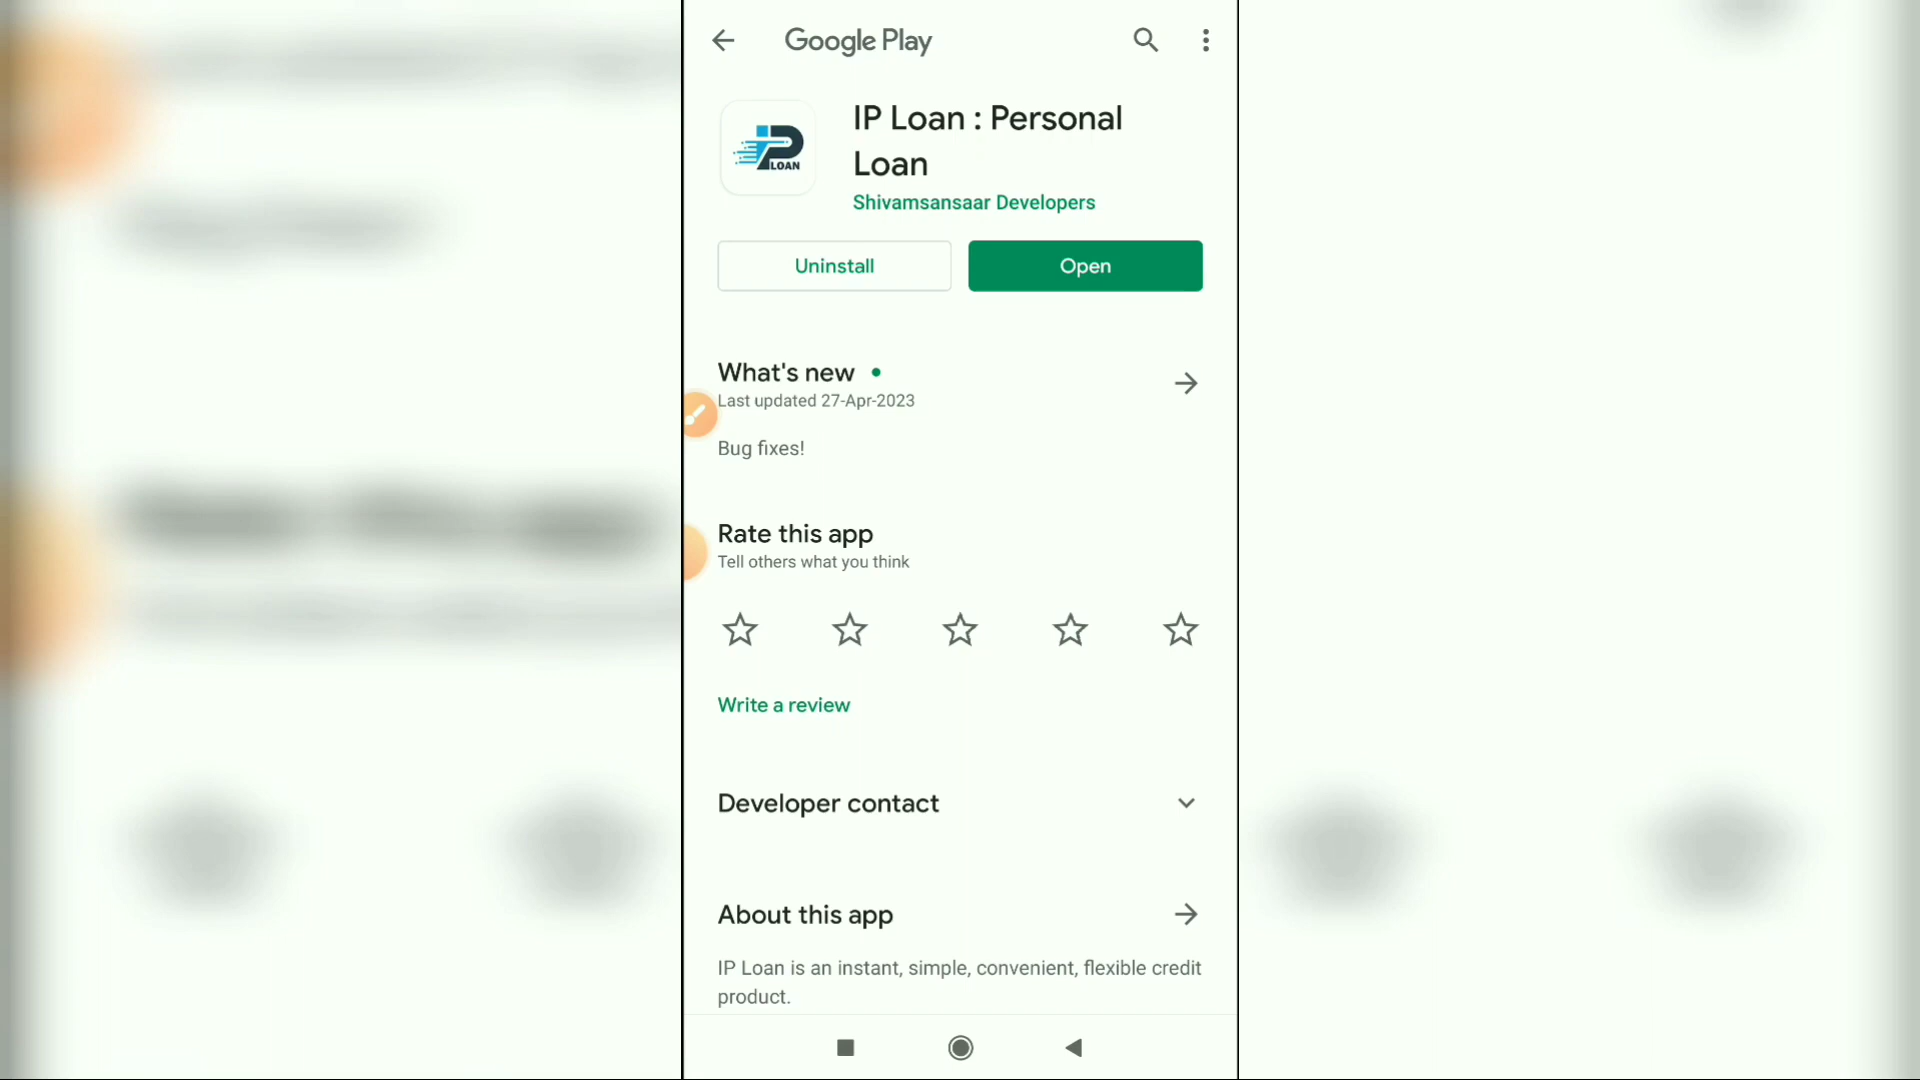 Google Play
IP Loan : Personal
Loan
Shivamsansaar Developers
LOAN
Uninstall
Open
What's new
Last updated 27-Apr-2023
Bug fixes!
Rate this app
Tell others what you think
Write a review
Developer contact
About this app
IP Loan is an instant, simple, convenient, flexible credit
product.